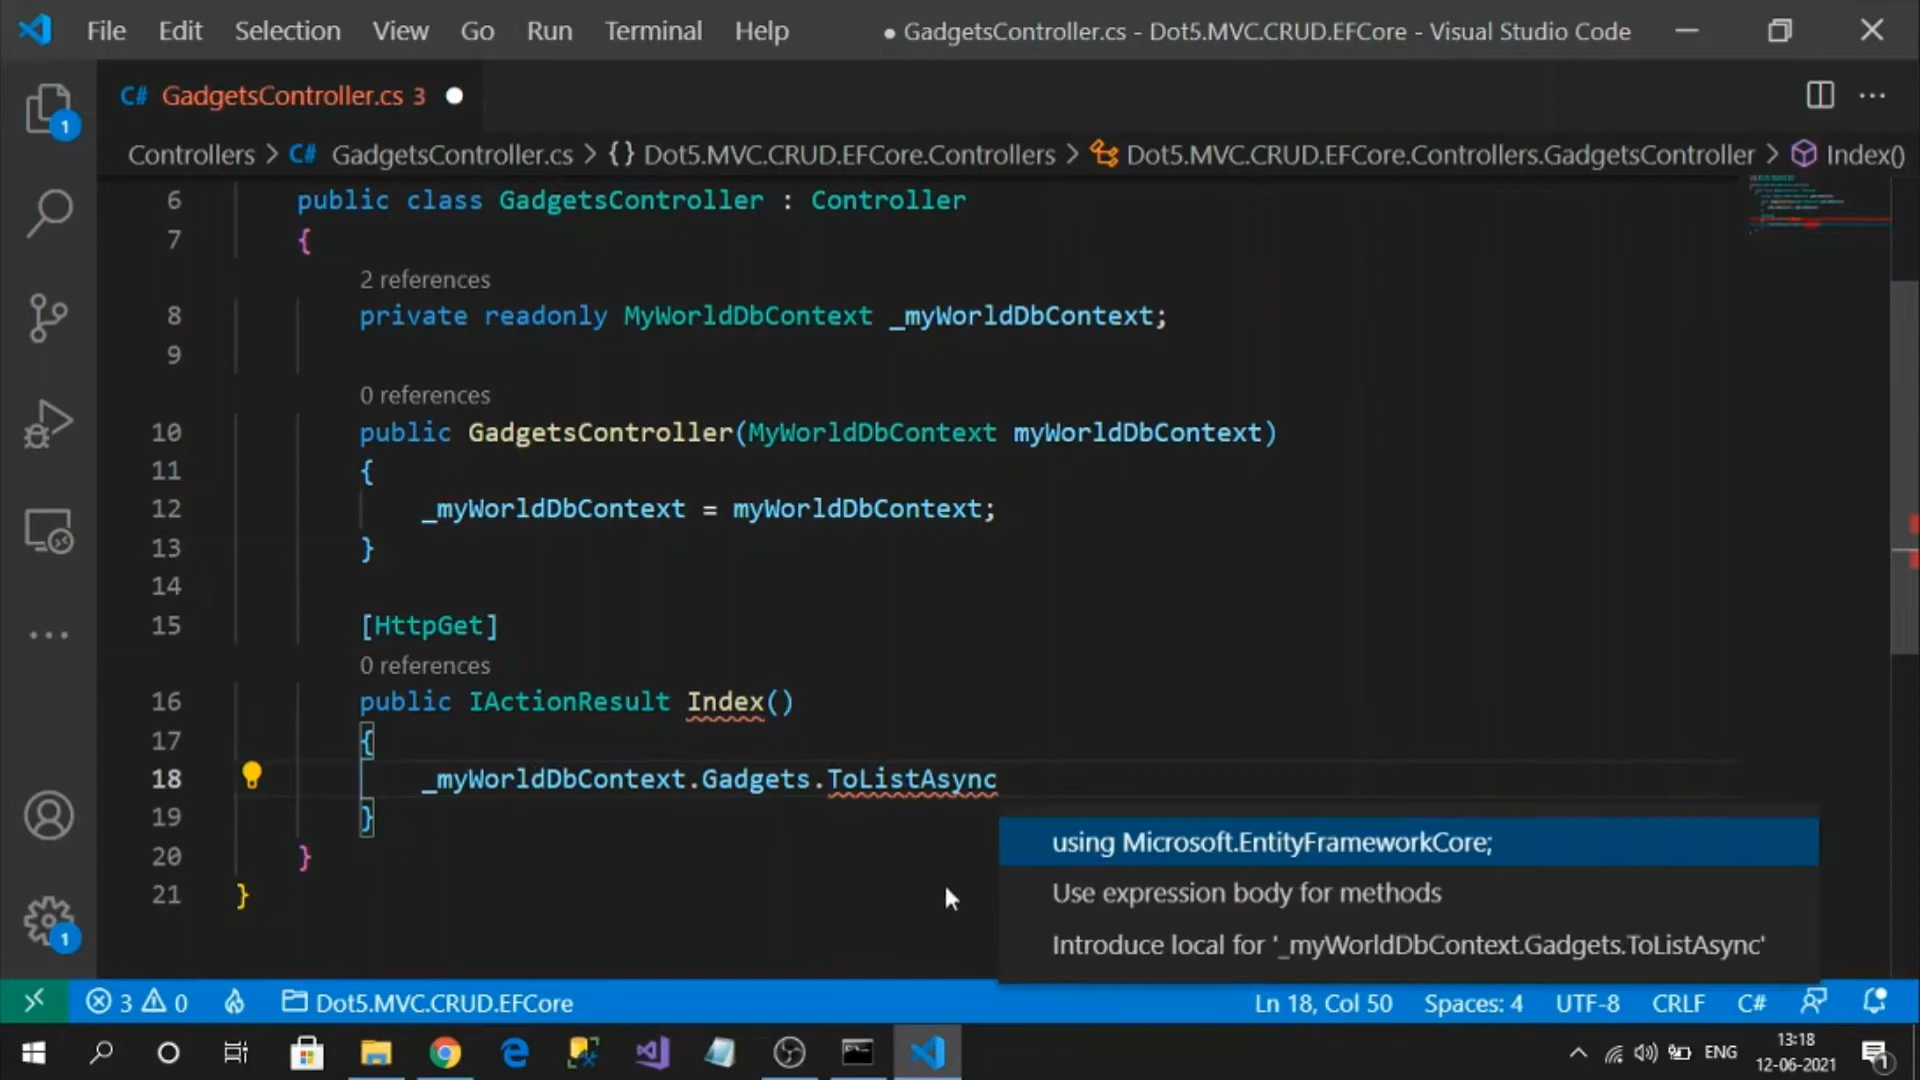 File Edit Selection View Go Run Terminal Help ● GadgetsController.cs - Dot5.MVC.CRUD.EFCore - Visual Studio Code
C# GadgetsController.cs 3
Controllers > C# GadgetsController.cs > {} Dot5.MVC.CRUD.EFCore.Controllers > Dot5.MVC.CRUD.EFCore.Controllers.GadgetsController > Index()
6 public class GadgetsController : Controller
7 {
2 references
8 private readonly MyWorldDbContext _myWorldDbContext;
9
0 references
10 public GadgetsController(MyWorldDbContext myWorldDbContext)
11 {
12 _myWorldDbContext = myWorldDbContext;
13 }
14
15 [HttpGet]
0 references
16 public IActionResult Index()
17 {
18 _myWorldDbContext.Gadgets.ToListAsync
19 }
20 }
21 }
using Microsoft.EntityFrameworkCore;
Use expression body for methods
Introduce local for '_myWorldDbContext.Gadgets.ToListAsync'
1
1
3 0 Dot5.MVC.CRUD.EFCore Ln 18, Col 50 Spaces: 4 UTF-8 CRLF C#
ENG 13:18
12-06-2021
1